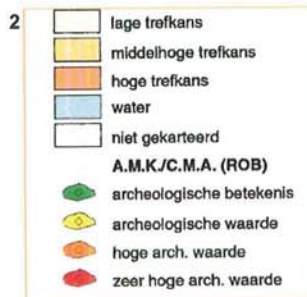 2
lage trefkans
middelhoge trefkans
hoge trefkans
water
niet gekarteerd
A.M.K./C.M.A. (ROB)
archeologische betekenis
archeologische waarde
hoge arch. waarde
zeer hoge arch. waarde